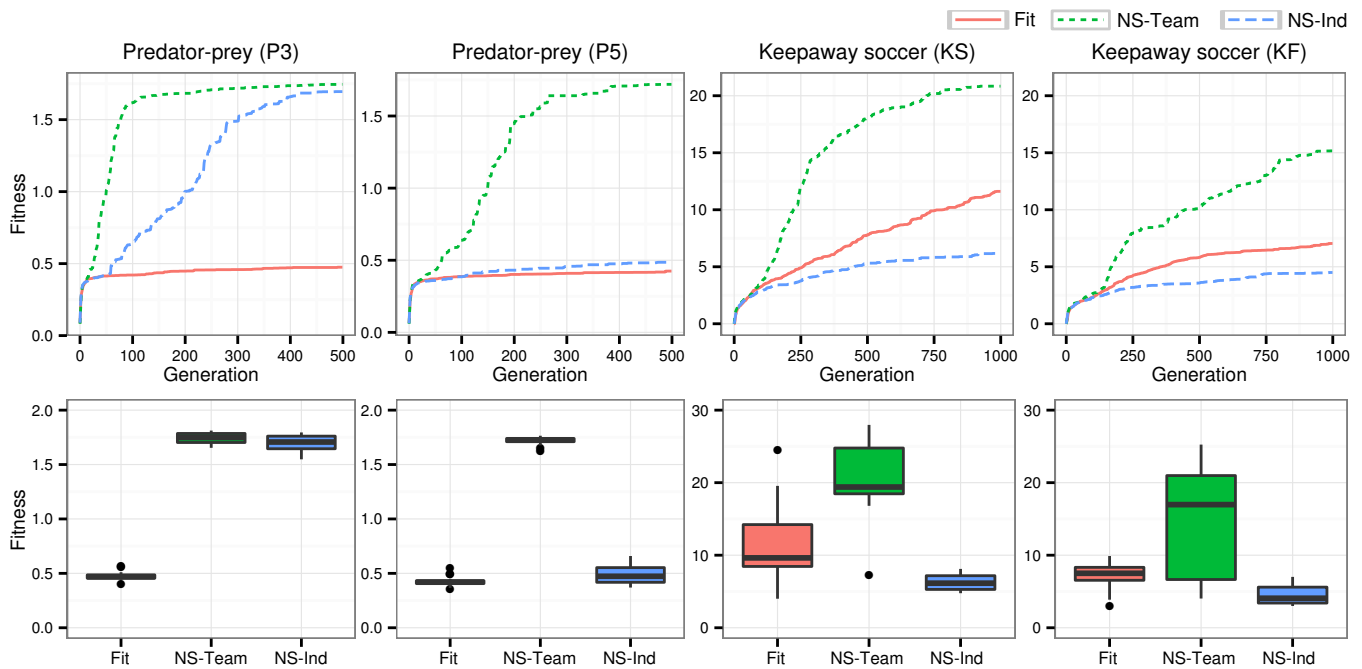 Fit NS-Team NS-Ind
Predator-prey (P3) Predator-prey (P5) Keepaway soccer (KS) Keepaway soccer (KF)
Fitness
1.5 1.5 20 20
1.0 1.0 15 15
0.5 0.5 10 10
0.0 0.0 5 5
0 0
0 100 200 300 400 500 0 100 200 300 400 500 0 250 500 750 1000 0 250 500 750 1000
Generation Generation Generation Generation
Fitness
2.0 2.0 30 30
1.5 1.5 20 20
1.0 1.0 10 10
0.5 0.5 0 0
0.0 0.0
Fit NS-Team NS-Ind Fit NS-Team NS-Ind Fit NS-Team NS-Ind Fit NS-Team NS-Ind